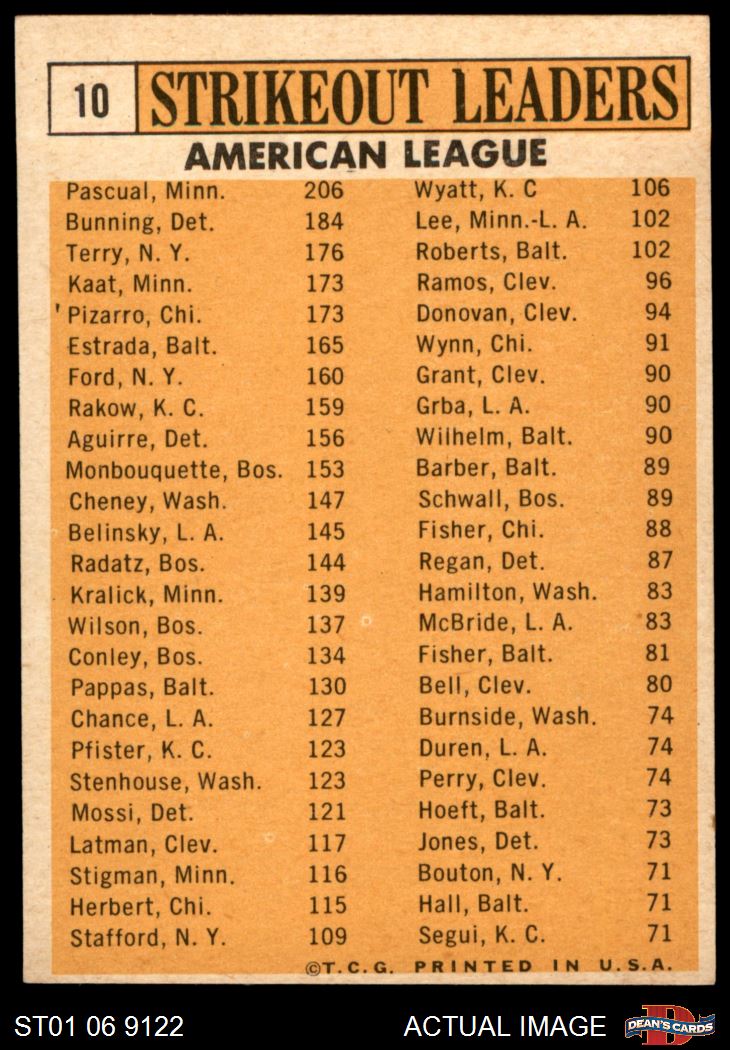 10 STRIKEOUT LEADERS
AMERICAN LEAGUE
Pascual, Minn. 206
Bunning, Det. 184
Terry, N. Y. 176
Kaat, Minn. 173
Pizarro, Chi. 173
Estrada, Balt. 165
Ford, N. Y. 160
Rakow, K. C. 159
Aguirre, Det. 156
Monbouquette, Bos. 153
Cheney, Wash. 147
Belinsky, L. A. 145
Radatz, Bos. 144
Kralick, Minn. 139
Wilson, Bos. 137
Conley, Bos. 134
Pappas, Balt. 130
Chance, L. A. 127
Pfister, K. C. 123
Stenhouse, Wash. 123
Mossi, Det. 121
Latman, Clev. 117
Stigman, Minn. 116
Herbert, Chi. 115
Stafford, N. Y. 109
Wyatt, K. C 106
Lee, Minn.-L. A. 102
Roberts, Balt. 102
Ramos, Clev. 96
Donovan, Clev. 94
Wynn, Chi. 91
Grant, Clev. 90
Grba, L. A. 90
Wilhelm, Balt. 90
Barber, Balt. 89
Schwall, Bos. 89
Fisher, Chi. 88
Regan, Det. 87
Hamilton, Wash. 83
McBride, L. A. 83
Fisher, Balt. 81
Bell, Clev. 80
Burnside, Wash. 74
Duren, L. A. 74
Perry, Clev. 74
Hoeft, Balt. 73
Jones, Det. 73
Bouton, N. Y. 71
Hall, Balt. 71
Segui, K. C. 71
©T. C. G. PRINTED IN U. S. A.
ST01 06 9122
ACTUAL IMAGE
D
DEAN'S CARDS